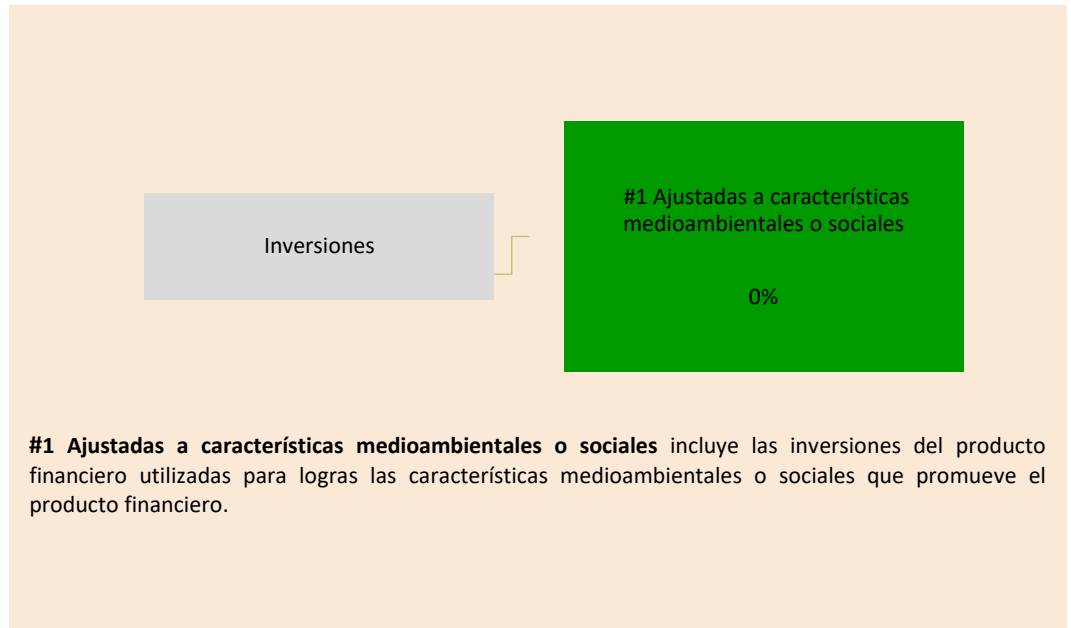 #1 Ajustadas a características
medioambientales o sociales
Inversiones
0%
#1 Ajustadas a características medioambientales o sociales incluye las inversiones del producto
financiero utilizadas para logras las características medioambientales o sociales que promueve el
producto financiero.